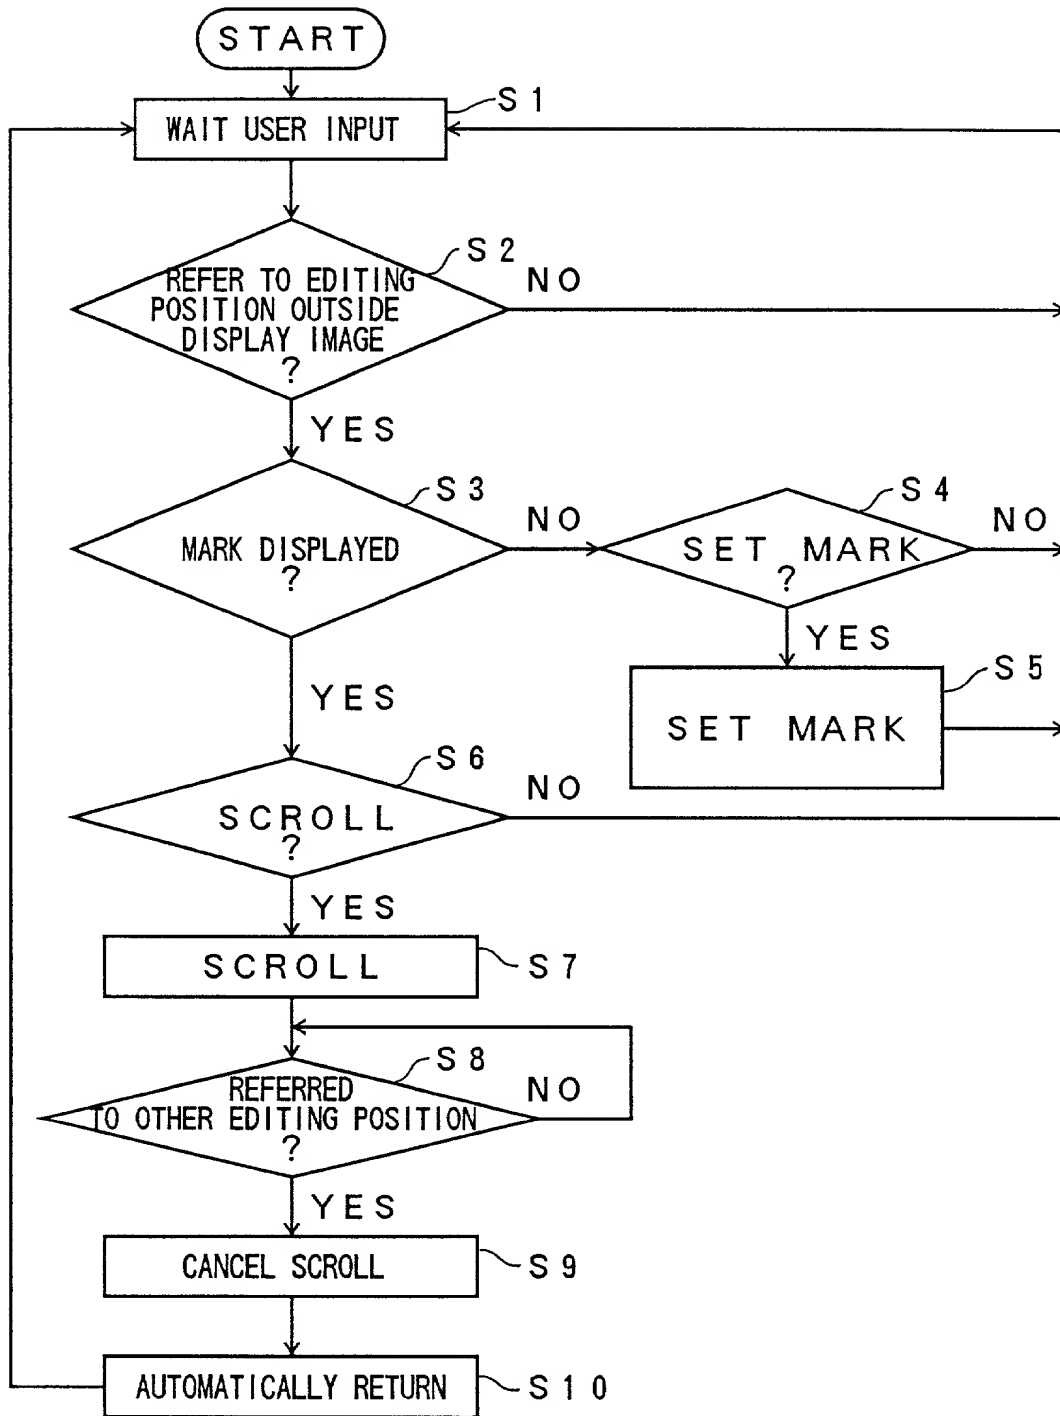 START
S1
WAIT USER INPUT
S2
REFER TO EDITING
POSITION OUTSIDE
DISPLAY IMAGE
?
NO
YES
S3
MARK DISPLAYED
?
NO
S4
SET MARK
?
NO
YES
S5
SET MARK
YES
S6
SCROLL
?
NO
YES
SCROLL
S7
S8
REFERRED
TO OTHER EDITING POSITION
?
NO
YES
CANCEL SCROLL
S9
AUTOMATICALLY RETURN
S10